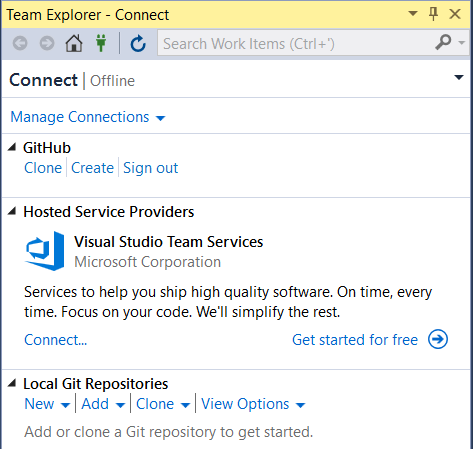 Team Explorer - Connect
Search Work Items (Ctrl+')
Connect | Offline
Manage Connections
GitHub
Clone Create Sign out
Hosted Service Providers
Visual Studio Team Services
Microsoft Corporation
Services to help you ship high quality software. On time, every
time. Focus on your code. We'll simplify the rest.
Connect... Get started for free
Local Git Repositories
New Add Clone View Options
Add or clone a Git repository to get started.